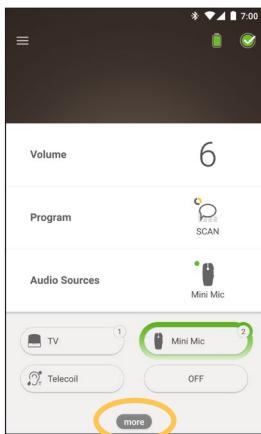 7:00
Volume 6
Program
SCAN
Audio Sources
Mini Mic
TV 1 Mini Mic 2
Telecoil OFF
more